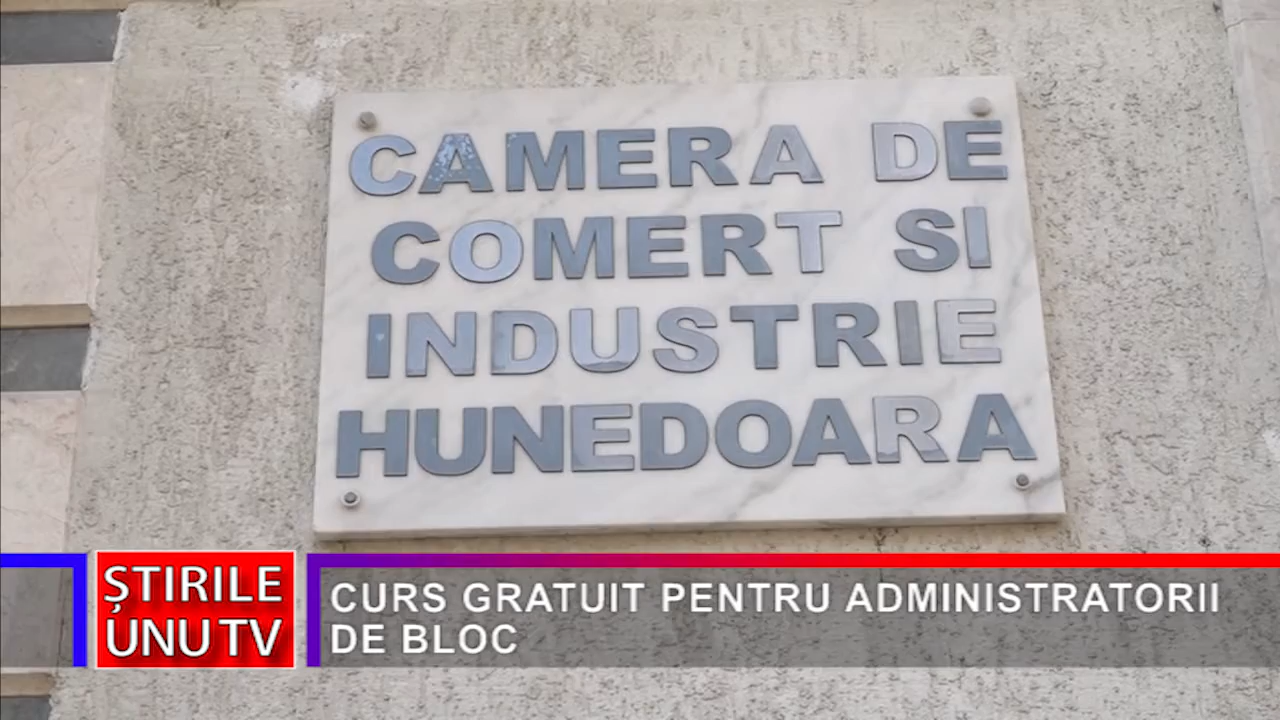 CAMERA DE
COMERT SI
INDUSTRIE
HUNEDOARA
ȘTIRILE
UNU TV
CURS GRATUIT PENTRU ADMINISTRATORII
DE BLOC